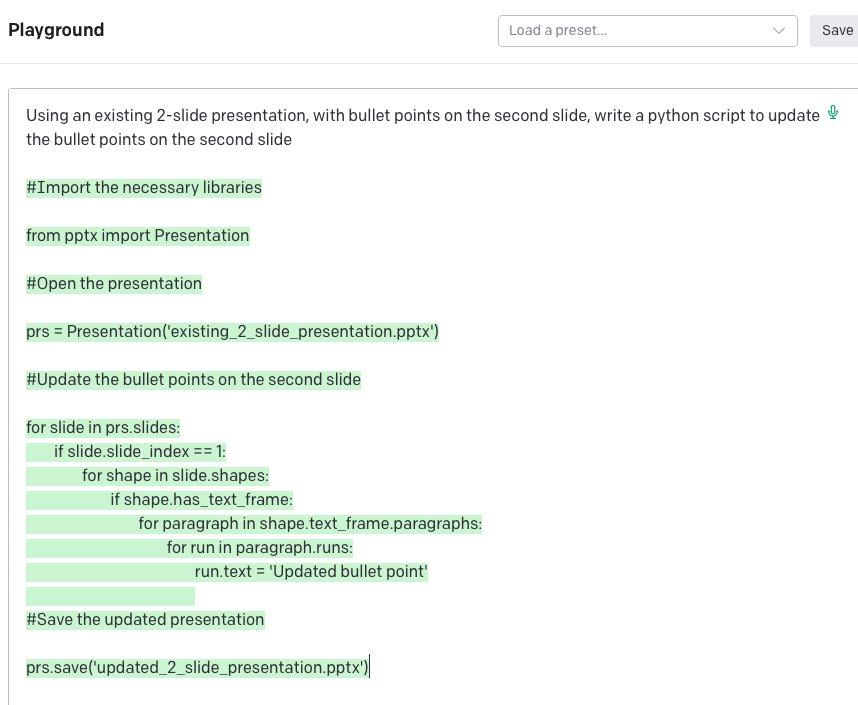 Playground
Load a preset...
Save
Using an existing 2-slide presentation, with bullet points on the second slide, write a python script to update
the bullet points on the second slide
#Import the necessary libraries
from pptx import Presentation
#Open the presentation
prs = Presentation('existing_2_slide_presentation.pptx')
#Update the bullet points on the second slide
for slide in prs.slides:
if slide.slide_index == 1:
for shape in slide.shapes:
if shape.has_text_frame:
for paragraph in shape.text_frame.paragraphs:
for run in paragraph.runs:
run.text = 'Updated bullet point'
#Save the updated presentation
prs.save('updated_2_slide_presentation.pptx')